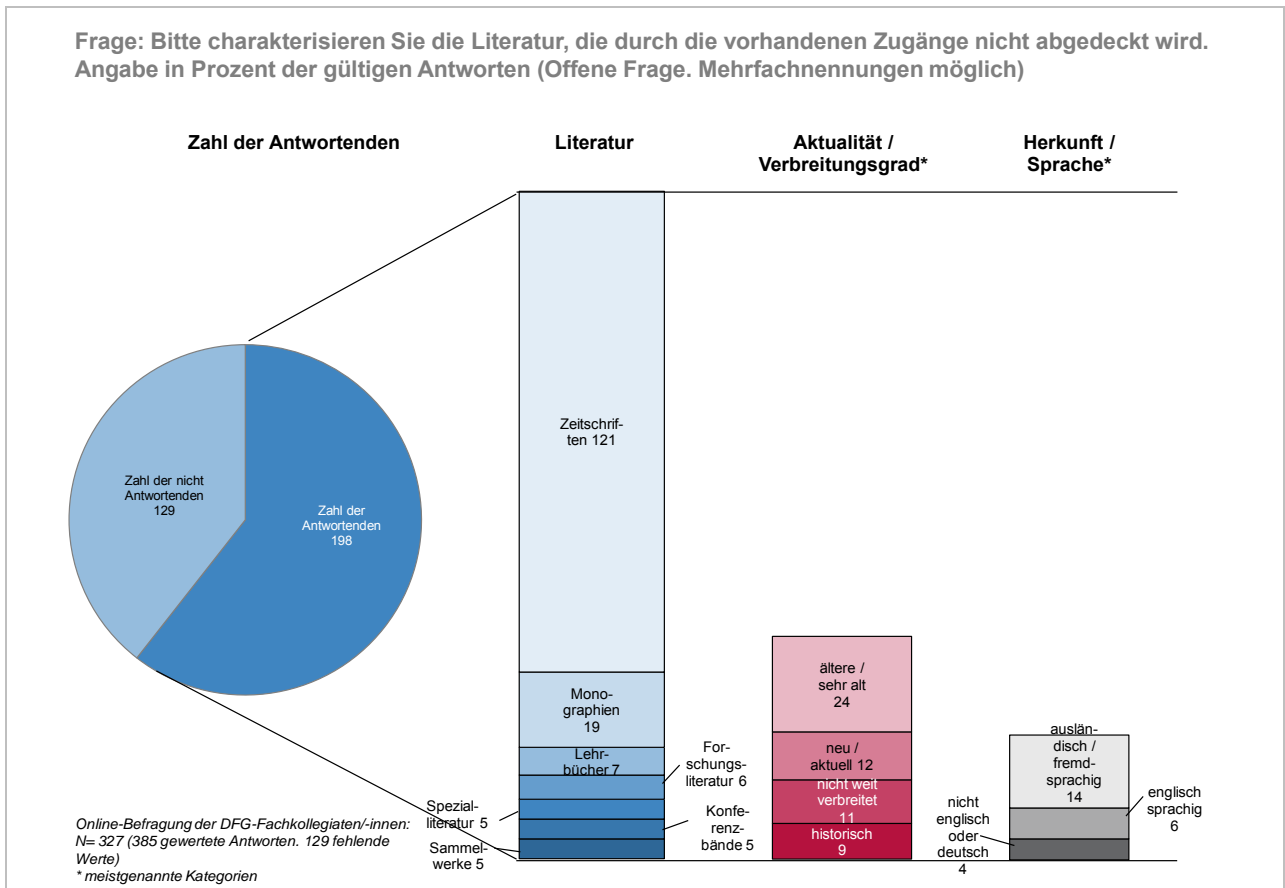 Frage: Bitte charakterisieren Sie die Literatur, die durch die vorhandenen Zugänge nicht abgedeckt wird.
Angabe in Prozent der gültigen Antworten (Offene Frage. Mehrfachnennungen möglich)
Zahl der Antwortenden
Literatur
Aktualität /
Verbreitungsgrad*
Herkunft /
Sprache*
Zahl der nicht
Antwortenden
129
Zahl der
Antwortenden
198
Zeitschrif-
ten 121
Mono-
graphien
19
Lehr-
bücher 7
For-
schungs-
literatur 6
Spezial-
literatur 5
Konfe-
renz-
bände 5
Sammel-
werke 5
ältere /
sehr alt
24
neu /
aktuell 12
nicht weit
verbreitet
11
historisch
9
auslän-
disch /
fremd-
sprachig
14
englisch
sprachig
6
nicht
englisch
oder
deutsch
4
Online-Befragung der DFG-Fachkollegiaten/-innen:
N= 327 (385 gewertete Antworten. 129 fehlende
Werte)
* meistgenannte Kategorien